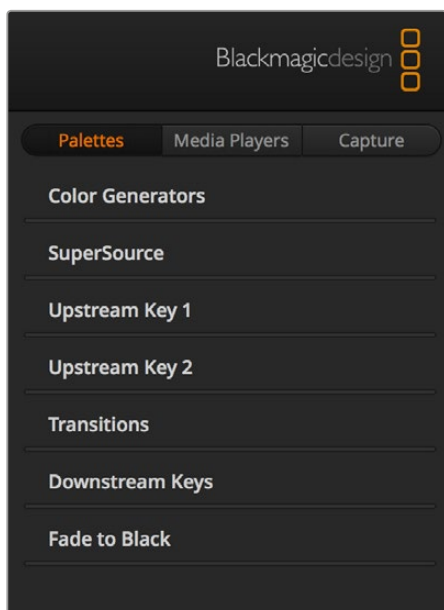 Blackmagicdesign
Palettes Media Players Capture
Color Generators
SuperSource
Upstream Key 1
Upstream Key 2
Transitions
Downstream Keys
Fade to Black